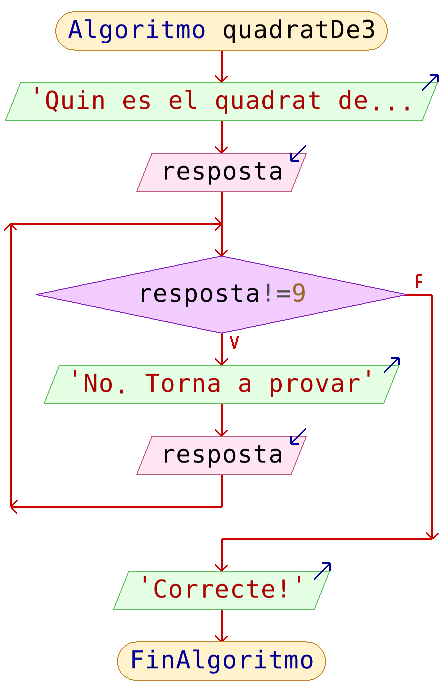 Algoritmo quadratDe3
'Quin es el quadrat de...
resposta
resposta!=9
F
V
'No. Torna a provar'
resposta
'Correcte!'
FinAlgoritmo